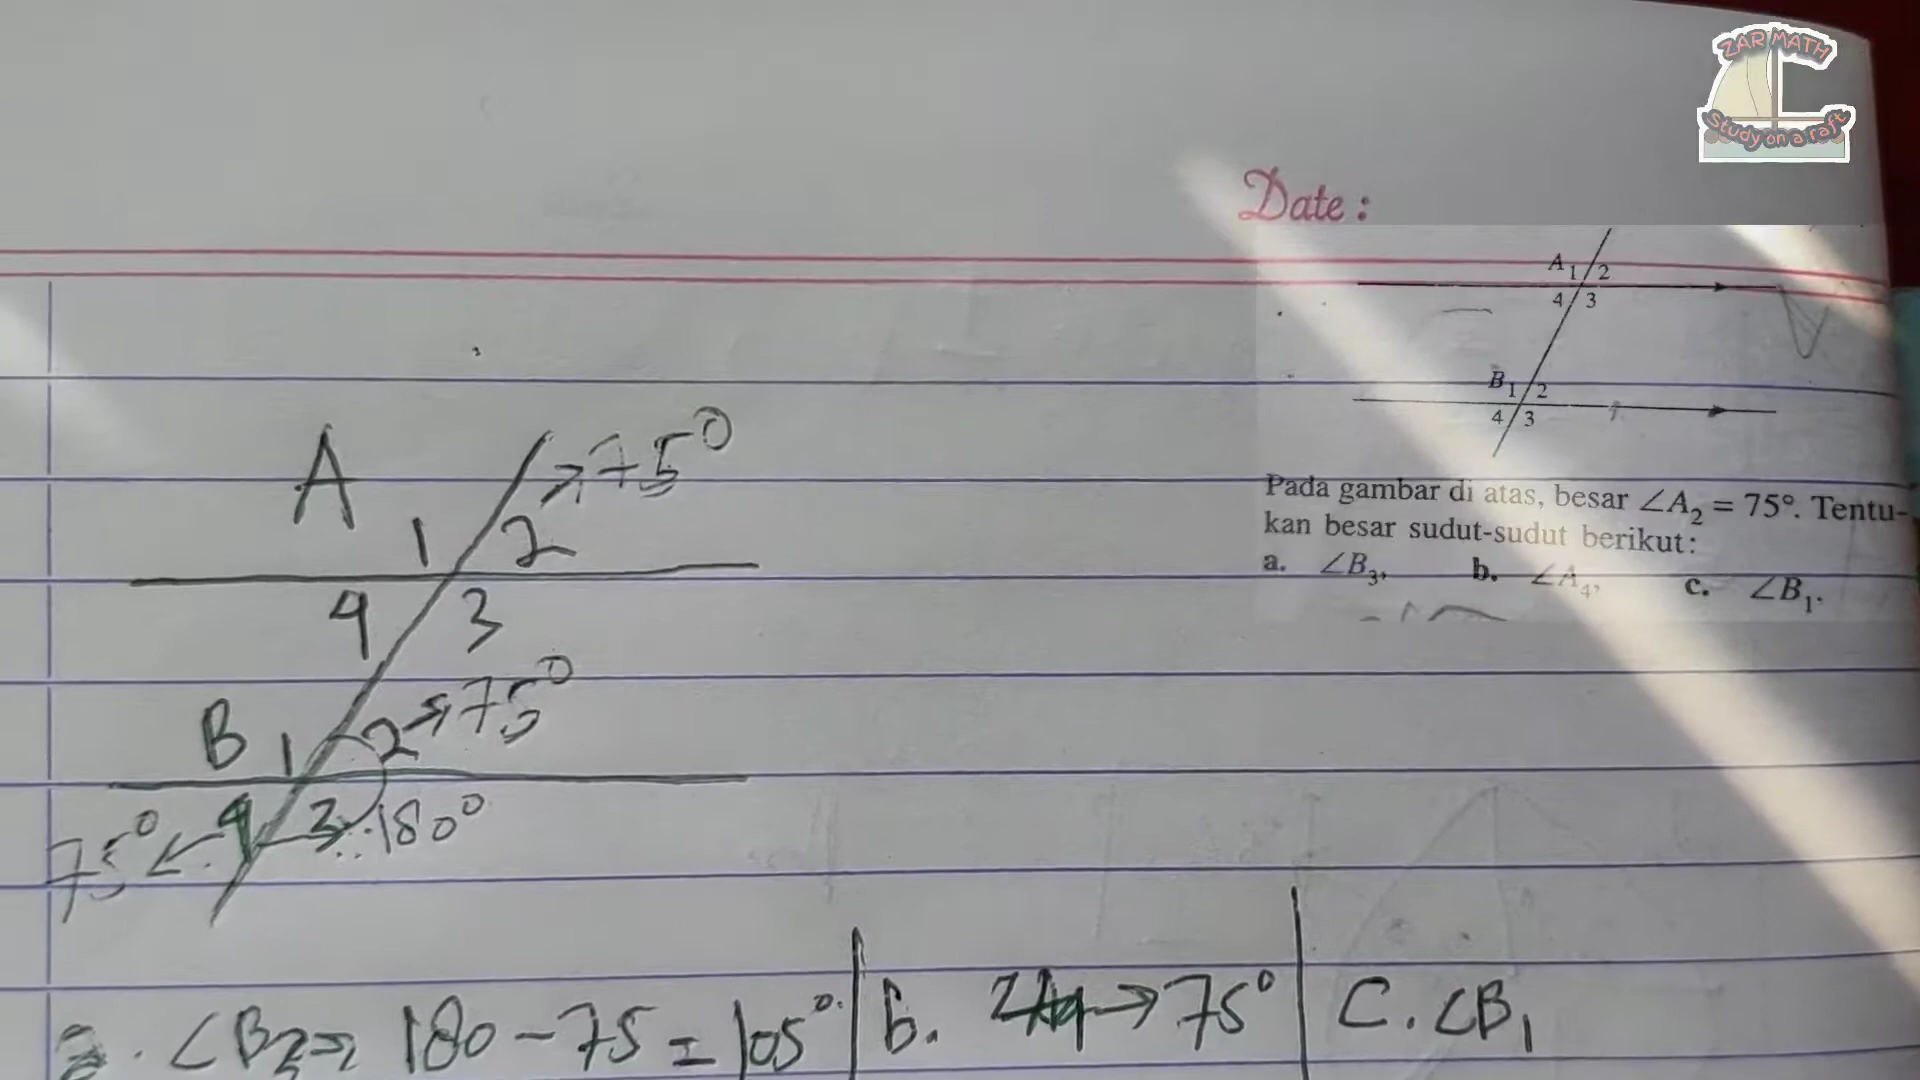 ZAR MATH
Study on a raft
Date :
A 1 2
4 3
B 1 2
4 3
Pada gambar di atas, besar ∠A₂ = 75°. Tentu-
kan besar sudut-sudut berikut:
a. ∠B₃, b. ∠A₄, c. ∠B₁.
A 1 2 → 75°
4 3
B 1 2 → 75°
75° ← 4 3 180°
a. ∠B₃ = 180 - 75 = 105°
b. ∠A4 → 75°
C. ∠B₁